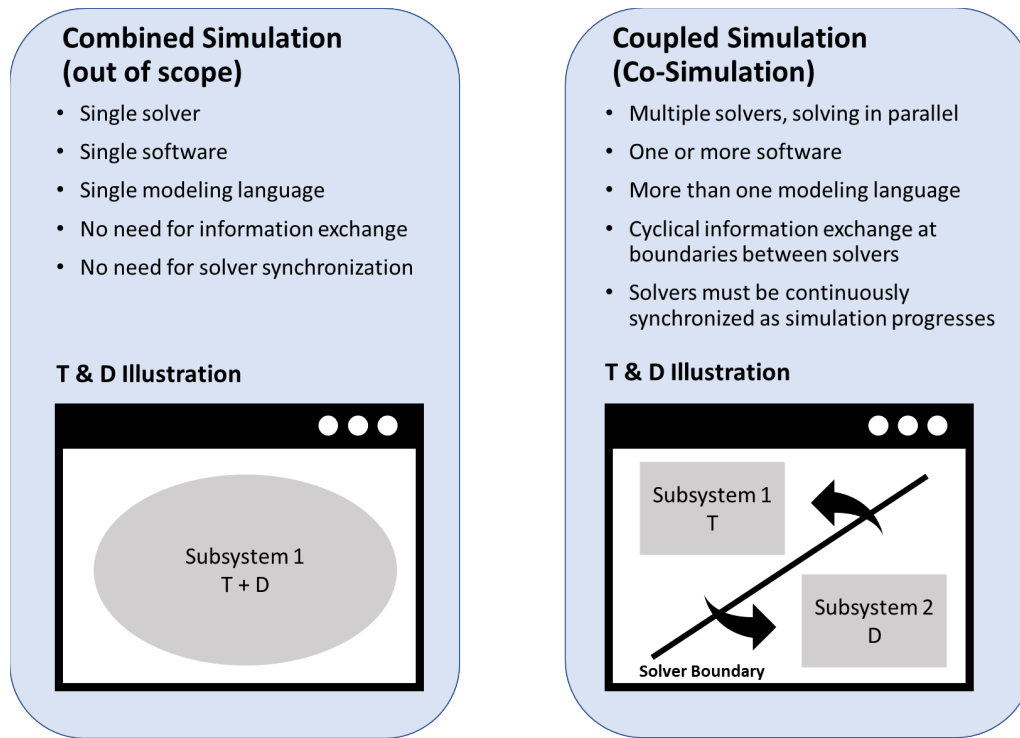 Combined Simulation
(out of scope)
• Single solver
• Single software
• Single modeling language
• No need for information exchange
• No need for solver synchronization
T & D Illustration
Subsystem 1
T + D
Coupled Simulation
(Co-Simulation)
• Multiple solvers, solving in parallel
• One or more software
• More than one modeling language
• Cyclical information exchange at
boundaries between solvers
• Solvers must be continuously
synchronized as simulation progresses
T & D Illustration
Subsystem 1
T
Subsystem 2
D
Solver Boundary